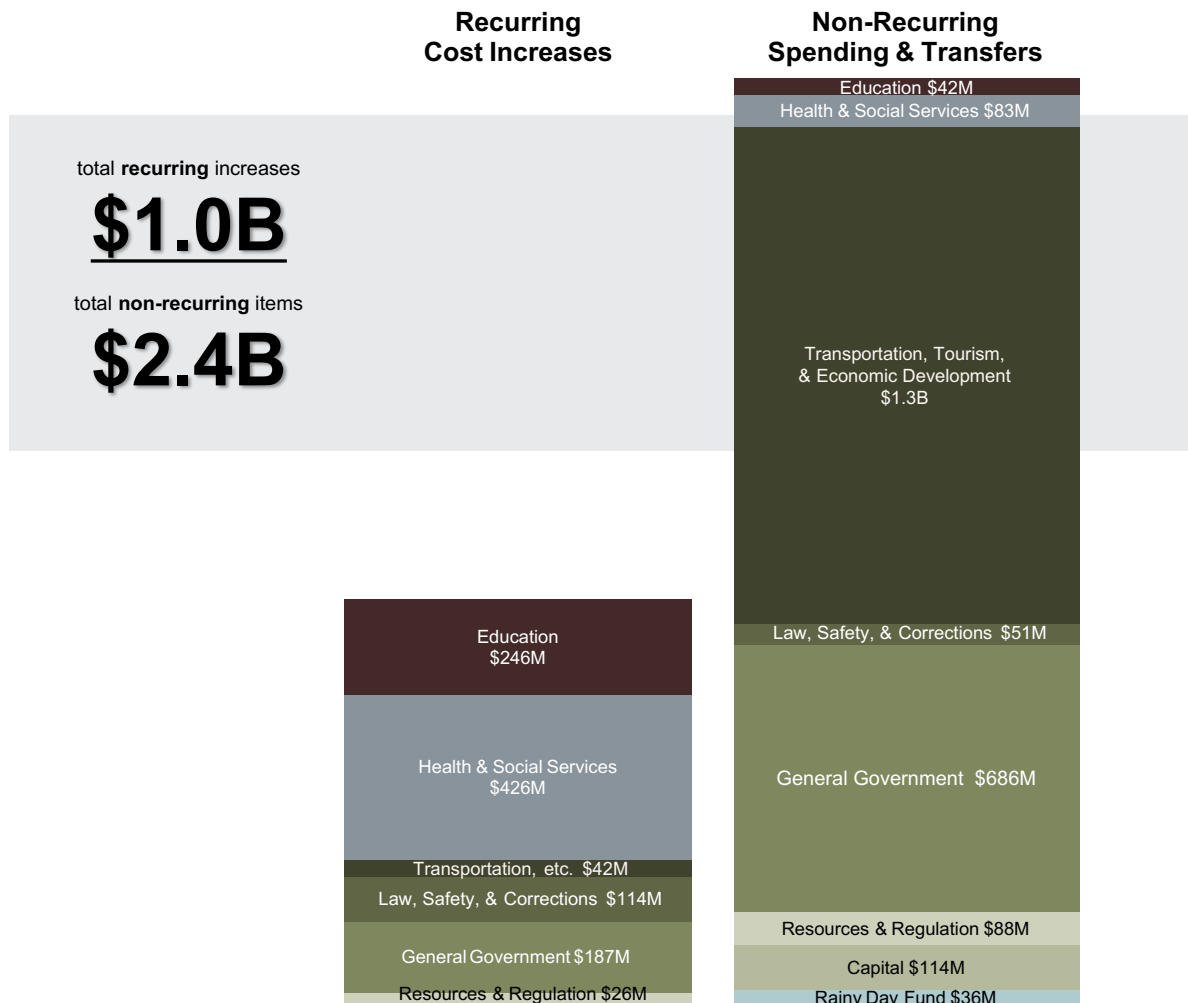 Recurring
Cost Increases
Non-Recurring
Spending & Transfers
total recurring increases
$1.0B
total non-recurring items
$2.4B
Education
$246M
Health & Social Services
$426M
Transportation, etc. $42M
Law, Safety, & Corrections $114M
General Government $187M
Resources & Regulation $26M
Education $42M
Health & Social Services $83M
Transportation, Tourism,
& Economic Development
$1.3B
Law, Safety, & Corrections $51M
General Government $686M
Resources & Regulation $88M
Capital $114M
Rainy Day Fund $36M